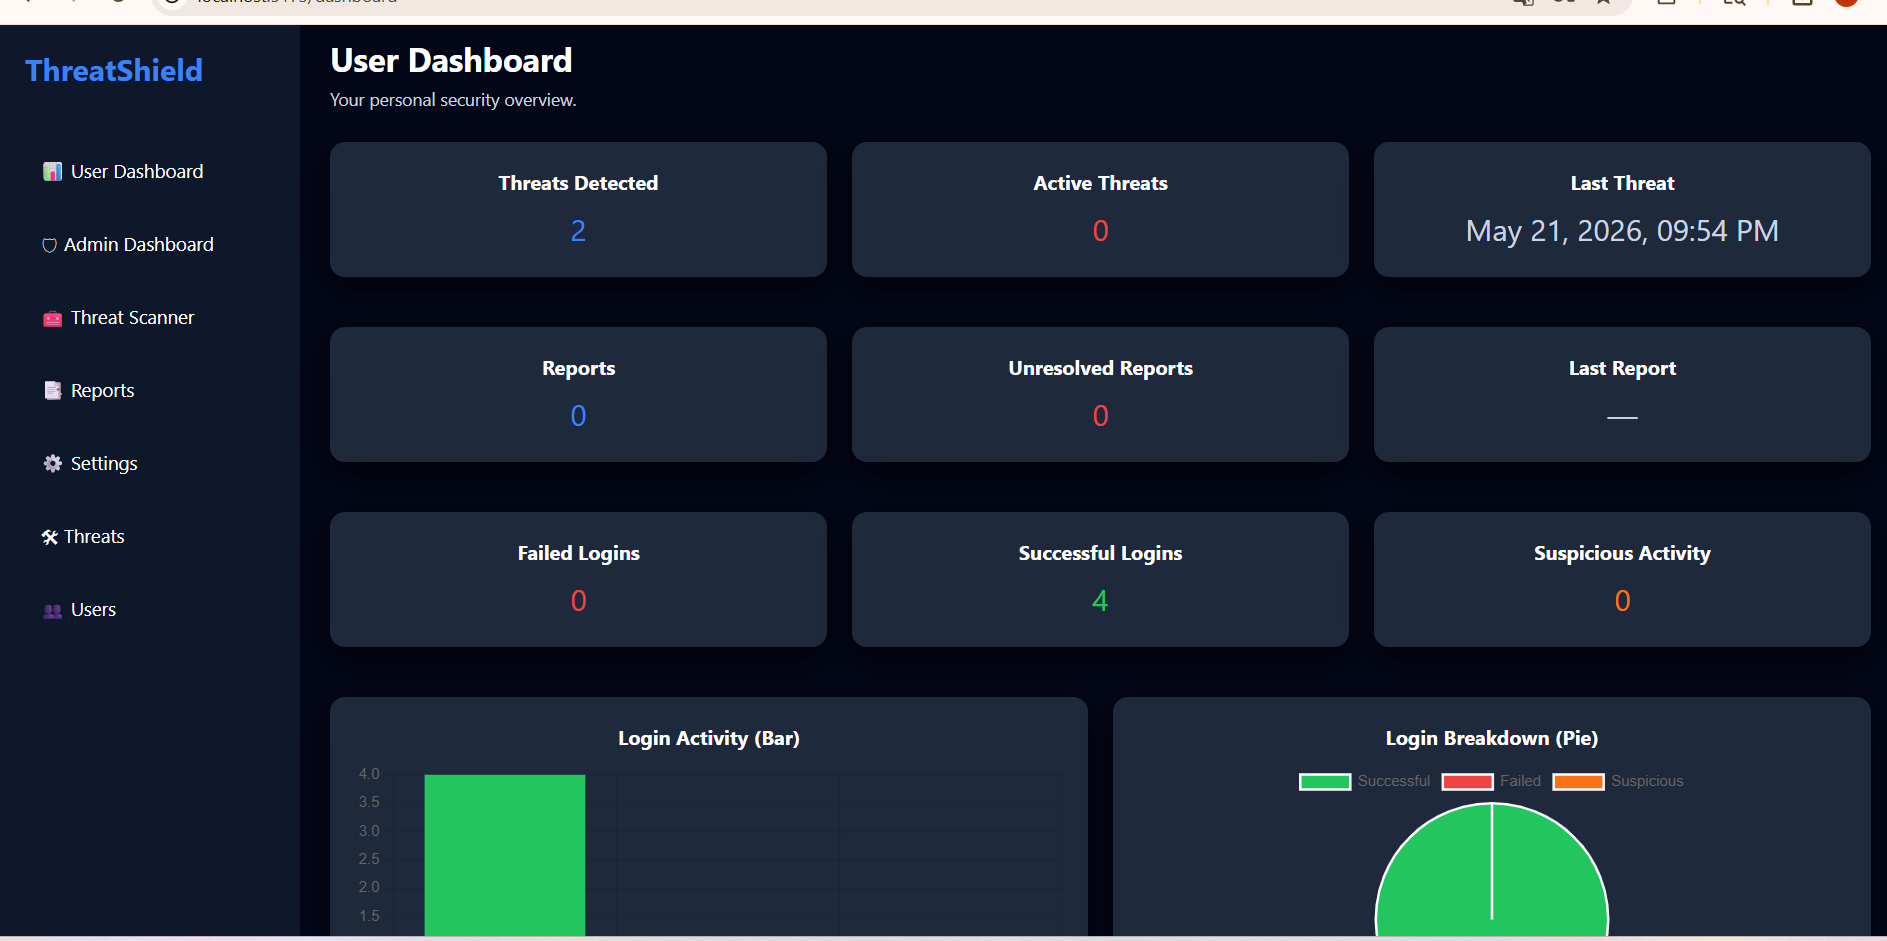 ThreatShield
User Dashboard
Admin Dashboard
Threat Scanner
Reports
Settings
Threats
Users
User Dashboard
Your personal security overview.
Threats Detected
2
Active Threats
0
Last Threat
May 21, 2026, 09:54 PM
Reports
0
Unresolved Reports
0
Last Report
—
Failed Logins
0
Successful Logins
4
Suspicious Activity
0
Login Activity (Bar)
4.0
3.5
3.0
2.5
2.0
1.5
Login Breakdown (Pie)
Successful Failed Suspicious